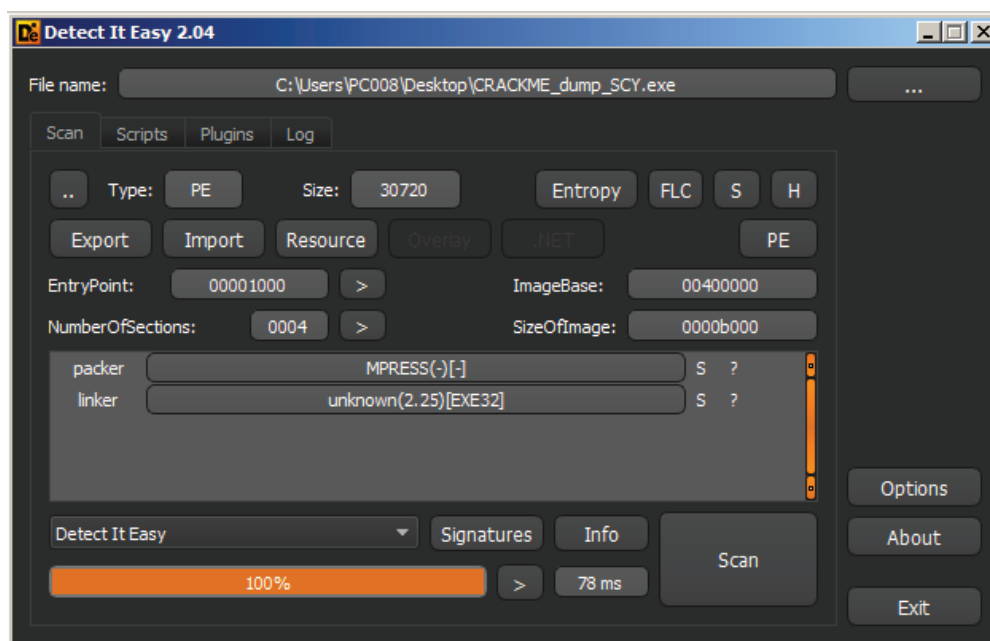 Detect It Easy 2.04
File name: C:\Users\PC008\Desktop\CRACKME_dump_SCY.exe ...
Scan Scripts Plugins Log
.. Type: PE Size: 30720 Entropy FLC S H
Export Import Resource Overlay .NET PE
EntryPoint: 00001000 > ImageBase: 00400000
NumberOfSections: 0004 > SizeOfImage: 0000b000
packer MPRESS(-)[-] S ?
linker unknown(2.25)[EXE32] S ?
Options
Detect It Easy Signatures Info Scan About
100% > 78 ms
Exit